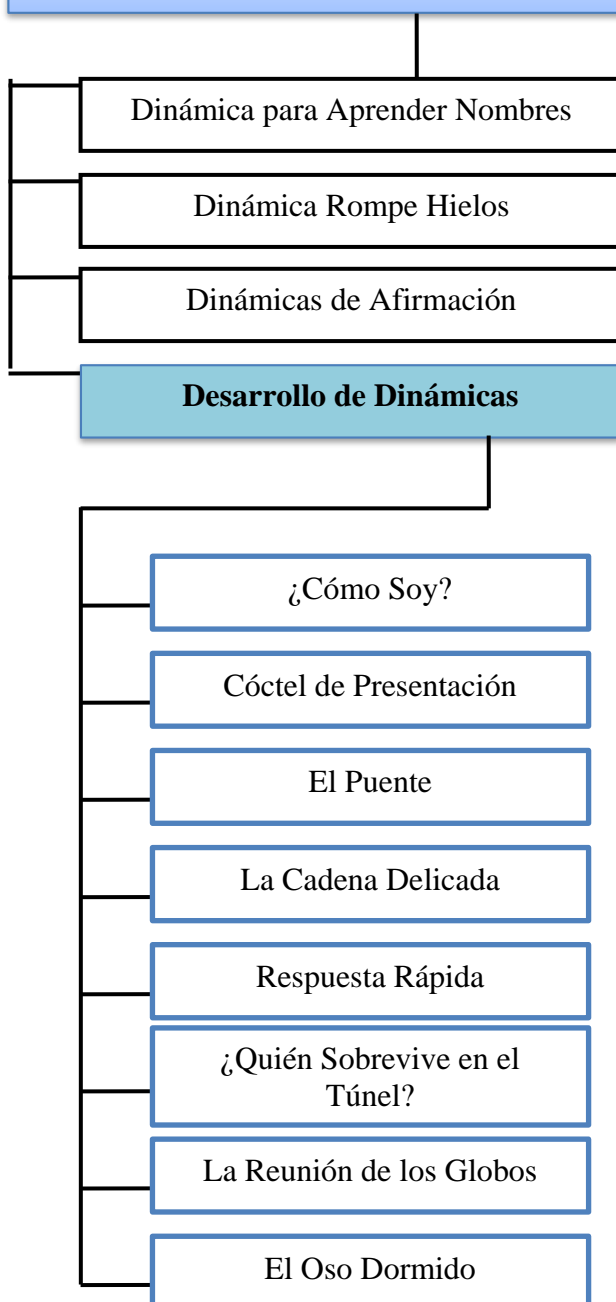 Dinámica para Aprender Nombres
Dinámica Rompe Hielos
Dinámicas de Afirmación
Desarrollo de Dinámicas
¿Cómo Soy?
Cóctel de Presentación
El Puente
La Cadena Delicada
Respuesta Rápida
¿Quién Sobrevive en el
Túnel?
La Reunión de los Globos
El Oso Dormido